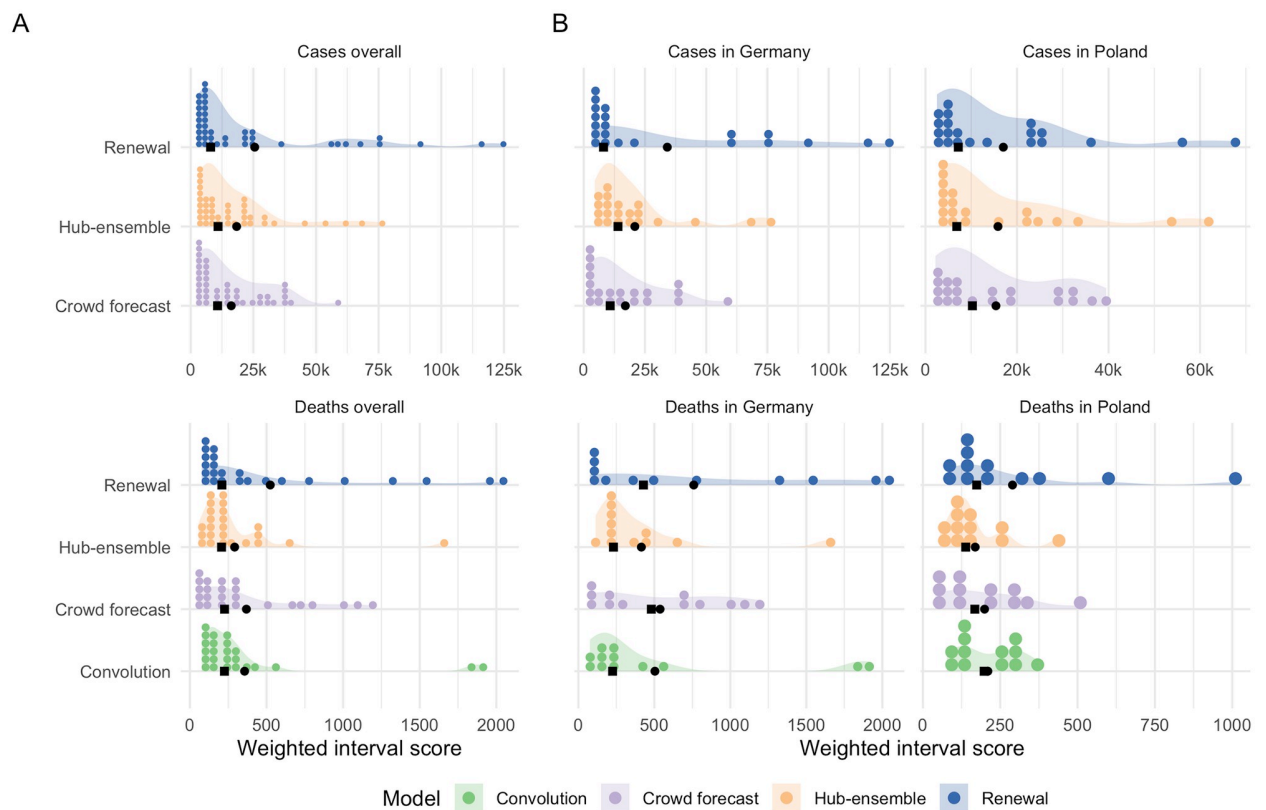 A
B
Cases overall
Cases in Germany
Cases in Poland
Renewal
Hub-ensemble
Crowd forecast
0 25k 50k 75k 100k 125k
0 25k 50k 75k 100k 125k
0 20k 40k 60k
Deaths overall
Deaths in Germany
Deaths in Poland
Renewal
Hub-ensemble
Crowd forecast
Convolution
0 500 1000 1500 2000
0 500 1000 1500 2000
0 250 500 750 1000
Weighted interval score
Weighted interval score
Model Convolution Crowd forecast Hub-ensemble Renewal